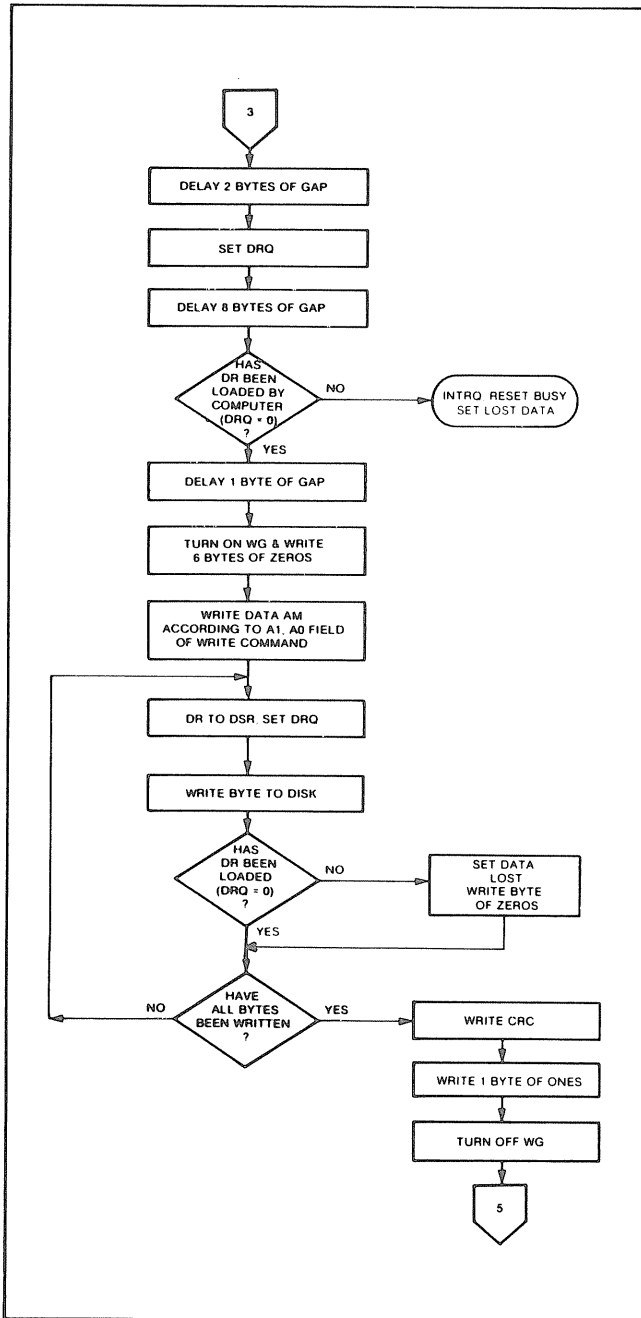 3
DELAY 2 BYTES OF GAP
SET DRQ
DELAY 8 BYTES OF GAP
HAS
DR BEEN
LOADED BY
COMPUTER
(DRQ = 0)
?
NO
INTRQ RESET BUSY
SET LOST DATA
YES
DELAY 1 BYTE OF GAP
TURN ON WG & WRITE
6 BYTES OF ZEROS
WRITE DATA AM
ACCORDING TO A1, A0 FIELD
OF WRITE COMMAND
DR TO DSR, SET DRQ
WRITE BYTE TO DISK
HAS
DR BEEN
LOADED
(DRQ = 0)
?
NO
SET DATA
LOST
WRITE BYTE
OF ZEROS
YES
HAVE
ALL BYTES
BEEN WRITTEN
?
NO
YES
WRITE CRC
WRITE 1 BYTE OF ONES
TURN OFF WG
5